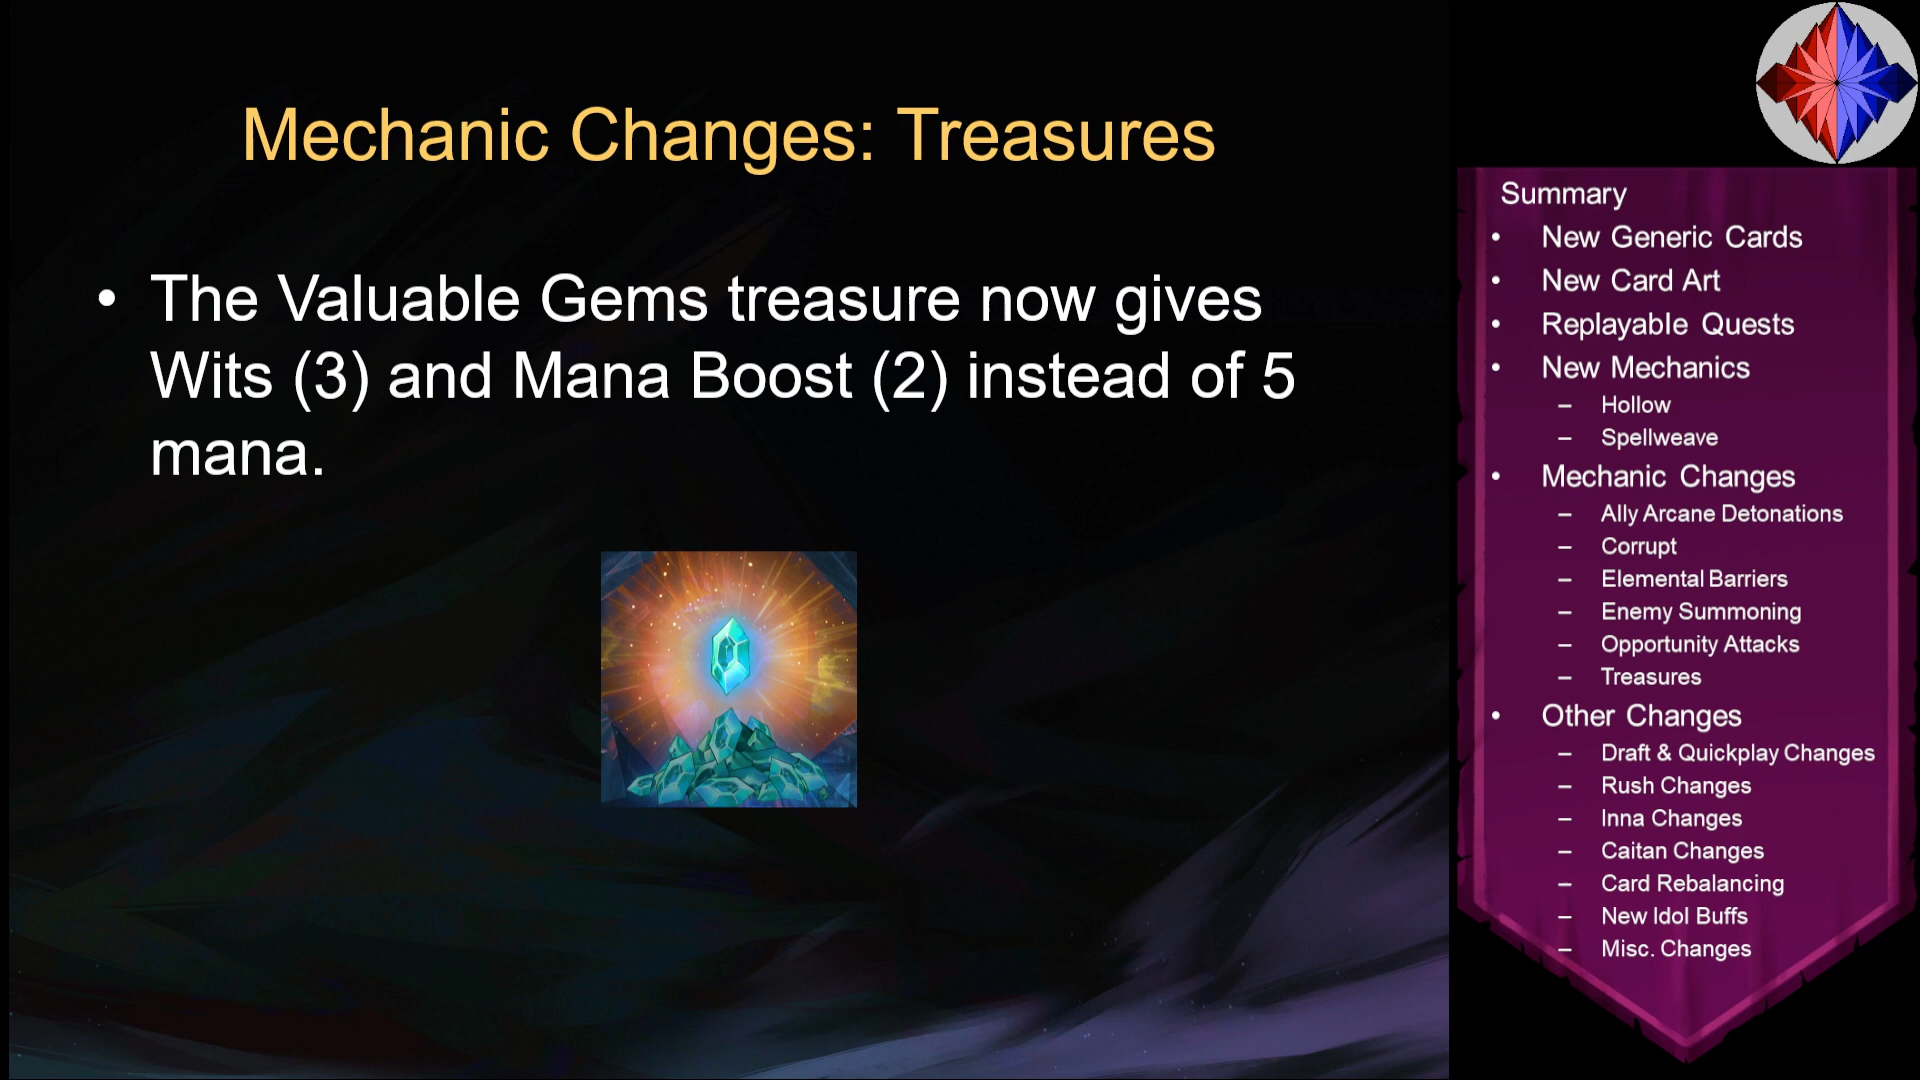 Mechanic Changes: Treasures
• The Valuable Gems treasure now gives
Wits (3) and Mana Boost (2) instead of 5
mana.
Summary
• New Generic Cards
• New Card Art
• Replayable Quests
• New Mechanics
– Hollow
– Spellweave
• Mechanic Changes
– Ally Arcane Detonations
– Corrupt
– Elemental Barriers
– Enemy Summoning
– Opportunity Attacks
– Treasures
• Other Changes
– Draft & Quickplay Changes
– Rush Changes
– Inna Changes
– Caitan Changes
– Card Rebalancing
– New Idol Buffs
– Misc. Changes